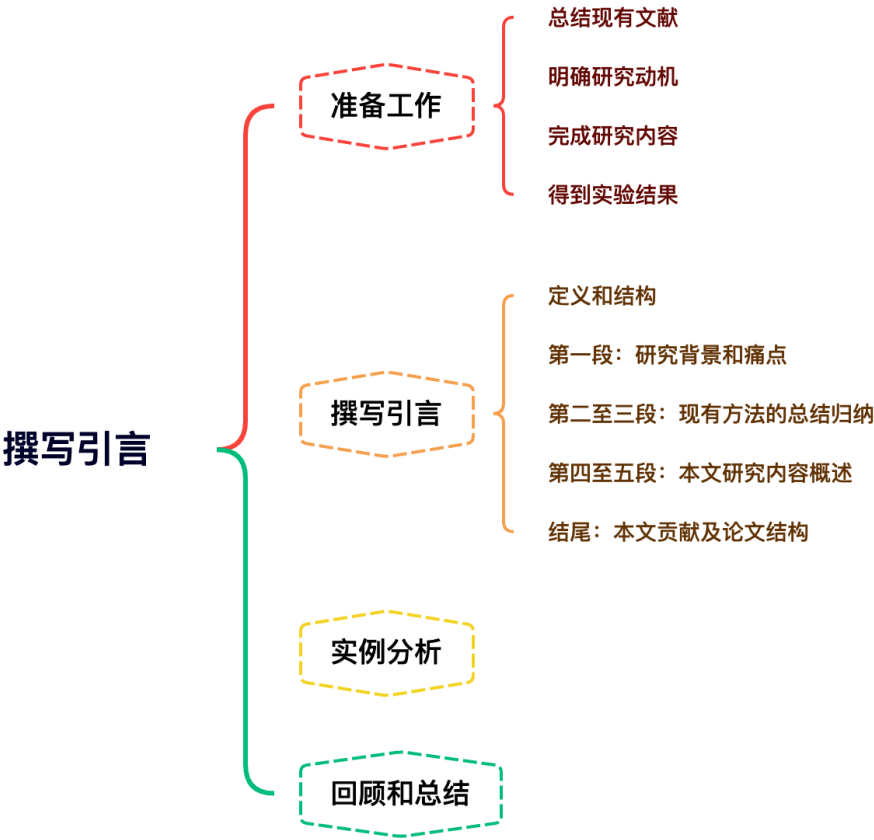 撰写引言
准备工作
总结现有文献
明确研究动机
完成研究内容
得到实验结果
撰写引言
定义和结构
第一段：研究背景和痛点
第二至三段：现有方法的总结归纳
第四至五段：本文研究内容概述
结尾：本文贡献及论文结构
实例分析
回顾和总结